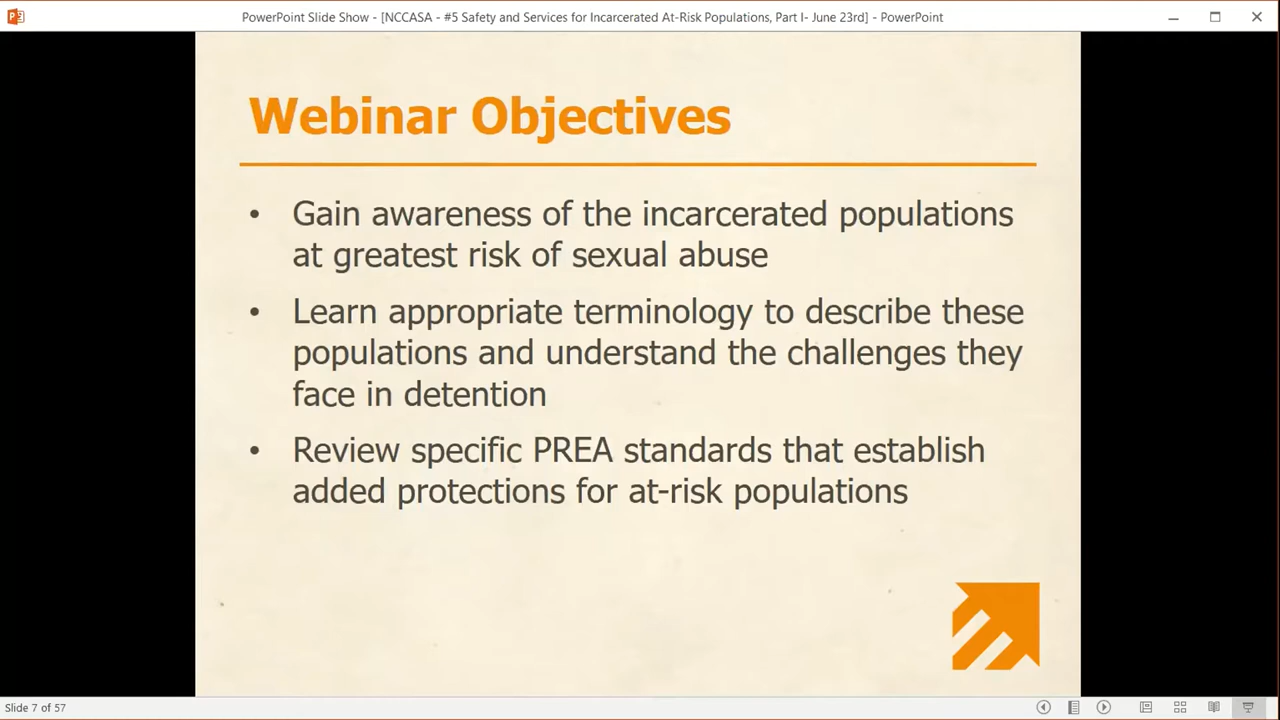 PowerPoint Slide Show - [NCCASA - #5 Safety and Services for Incarcerated At-Risk Populations, Part I- June 23rd] - PowerPoint
Webinar Objectives
• Gain awareness of the incarcerated populations
at greatest risk of sexual abuse
• Learn appropriate terminology to describe these
populations and understand the challenges they
face in detention
• Review specific PREA standards that establish
added protections for at-risk populations
Slide 7 of 57